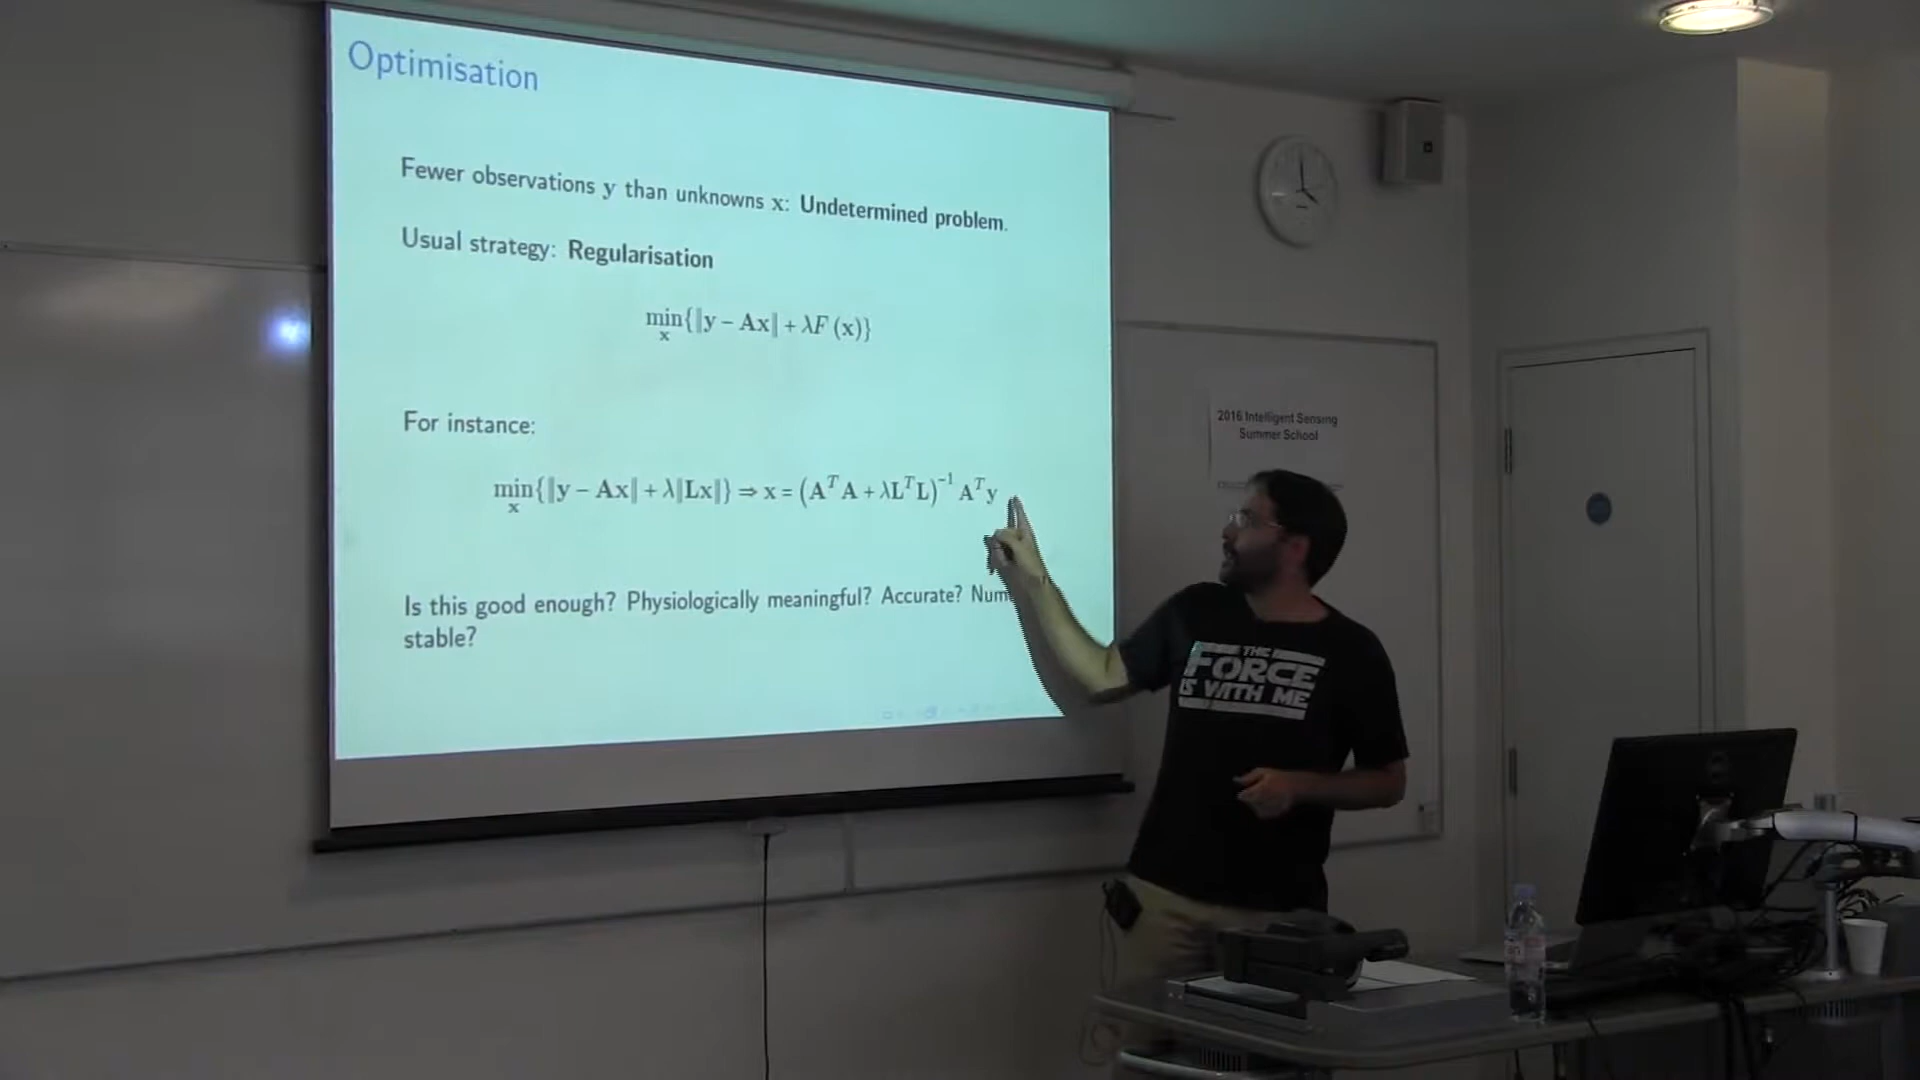 Optimisation
Fewer observations y than unknowns x: Undetermined problem.
Usual strategy: Regularisation
min{‖y − Ax‖ + λF (x)}
x
For instance:
min{‖y − Ax‖ + λ‖Lx‖} ⇒ x = (AᵀA + λLᵀL)⁻¹ Aᵀy
x
Is this good enough? Physiologically meaningful? Accurate?
stable?
2016 Intelligent Sensing
Summer School
THE
FORCE
IS WITH ME